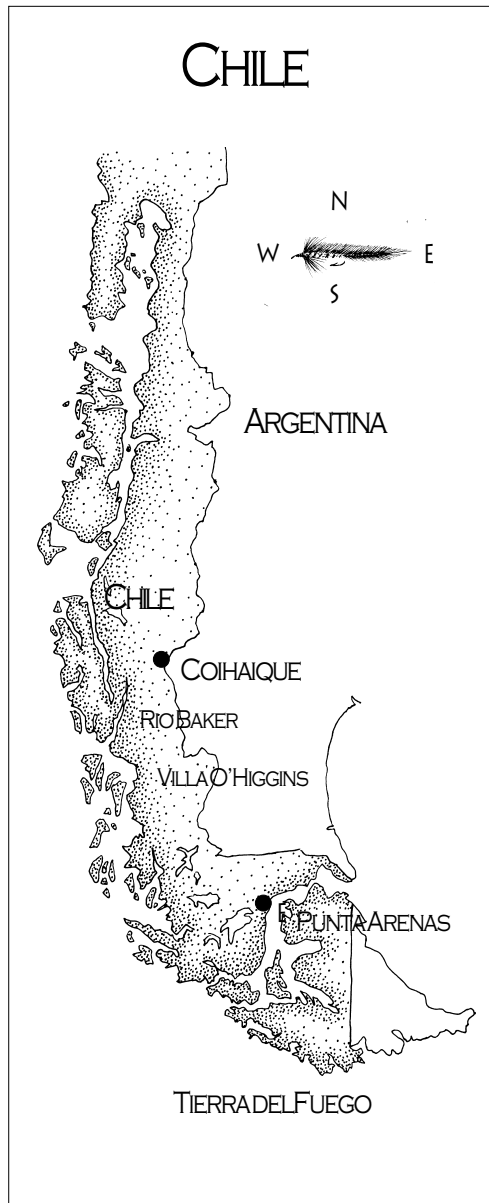 CHILE
N
W E
S
ARGENTINA
CHILE
COIHAIQUE
RIO BAKER
VILLA O'HIGGINS
P PUNTA ARENAS
TIERRA DEL FUEGO